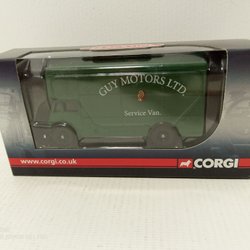 GUY MOTORS LTD.
Service Van.
www.corgi.co.uk
CORGI